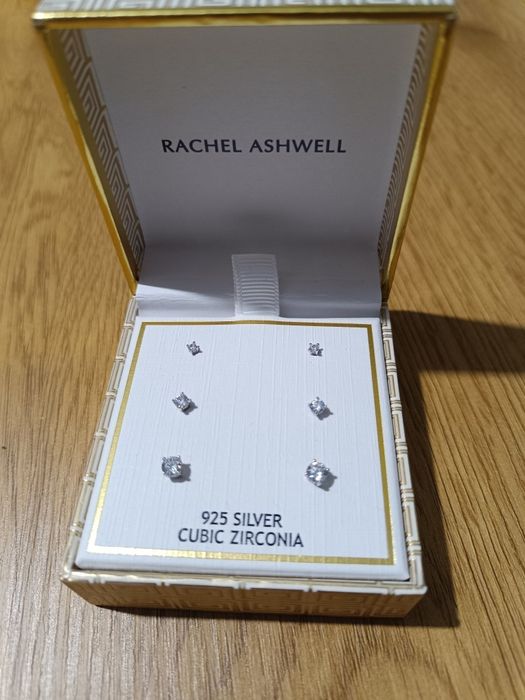 RACHEL ASHWELL
925 SILVER
CUBIC ZIRCONIA